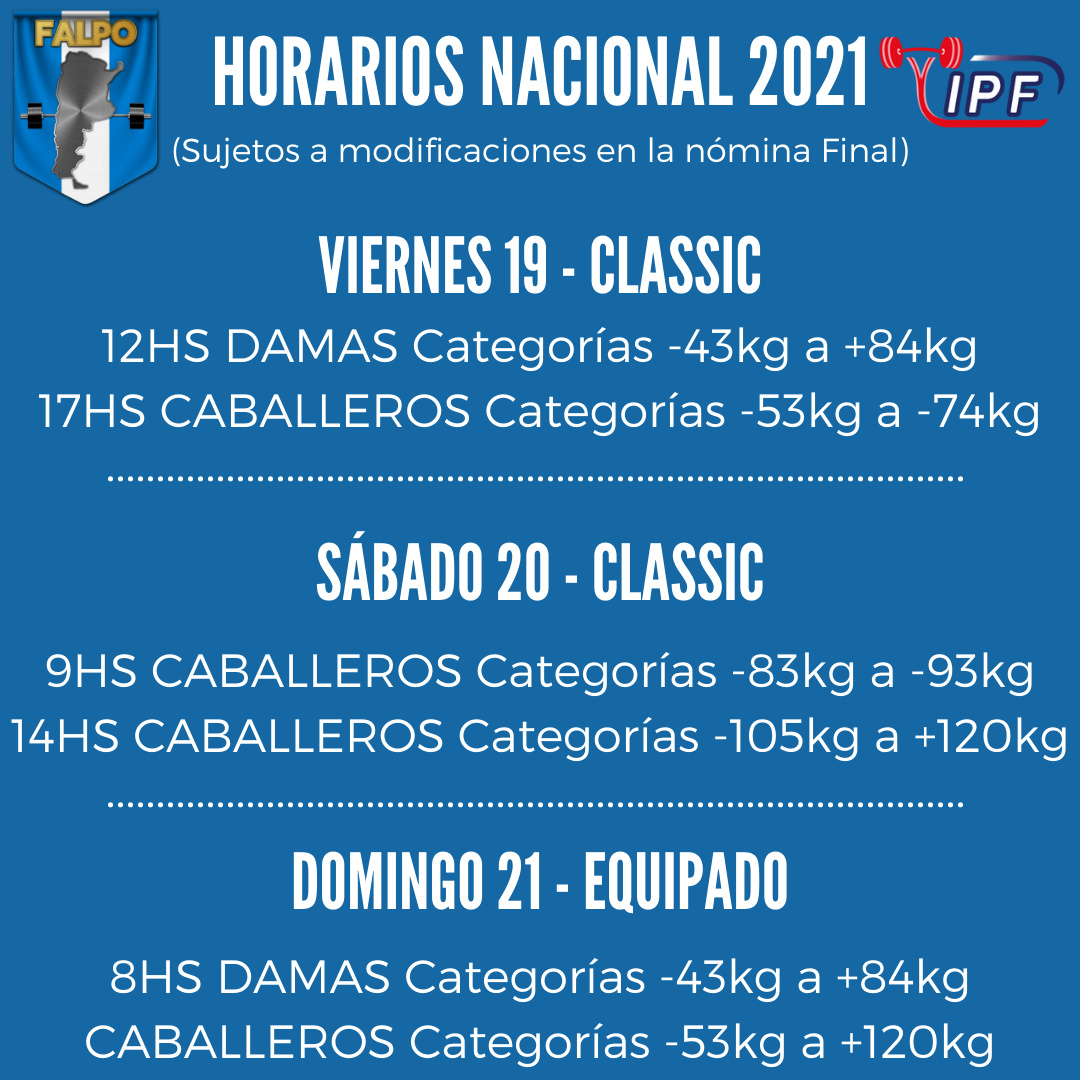 FALPO
HORARIOS NACIONAL 2021
IPF
(Sujetos a modificaciones en la nómina Final)
VIERNES 19 - CLASSIC
12HS DAMAS Categorías -43kg a +84kg
17HS CABALLEROS Categorías -53kg a -74kg
SÁBADO 20 - CLASSIC
9HS CABALLEROS Categorías -83kg a -93kg
14HS CABALLEROS Categorías -105kg a +120kg
DOMINGO 21 - EQUIPADO
8HS DAMAS Categorías -43kg a +84kg
CABALLEROS Categorías -53kg a +120kg